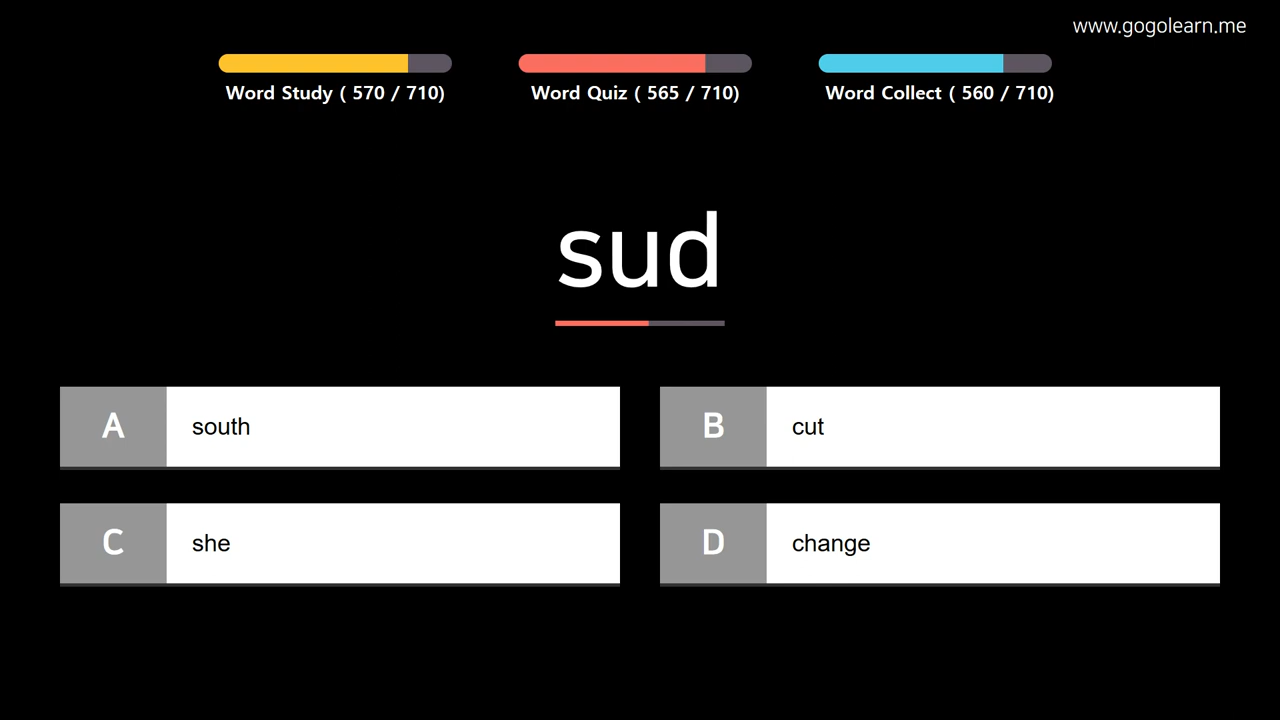 www.gogolearn.me
Word Study ( 570 / 710)
Word Quiz ( 565 / 710)
Word Collect ( 560 / 710)
sud
A south
B cut
C she
D change